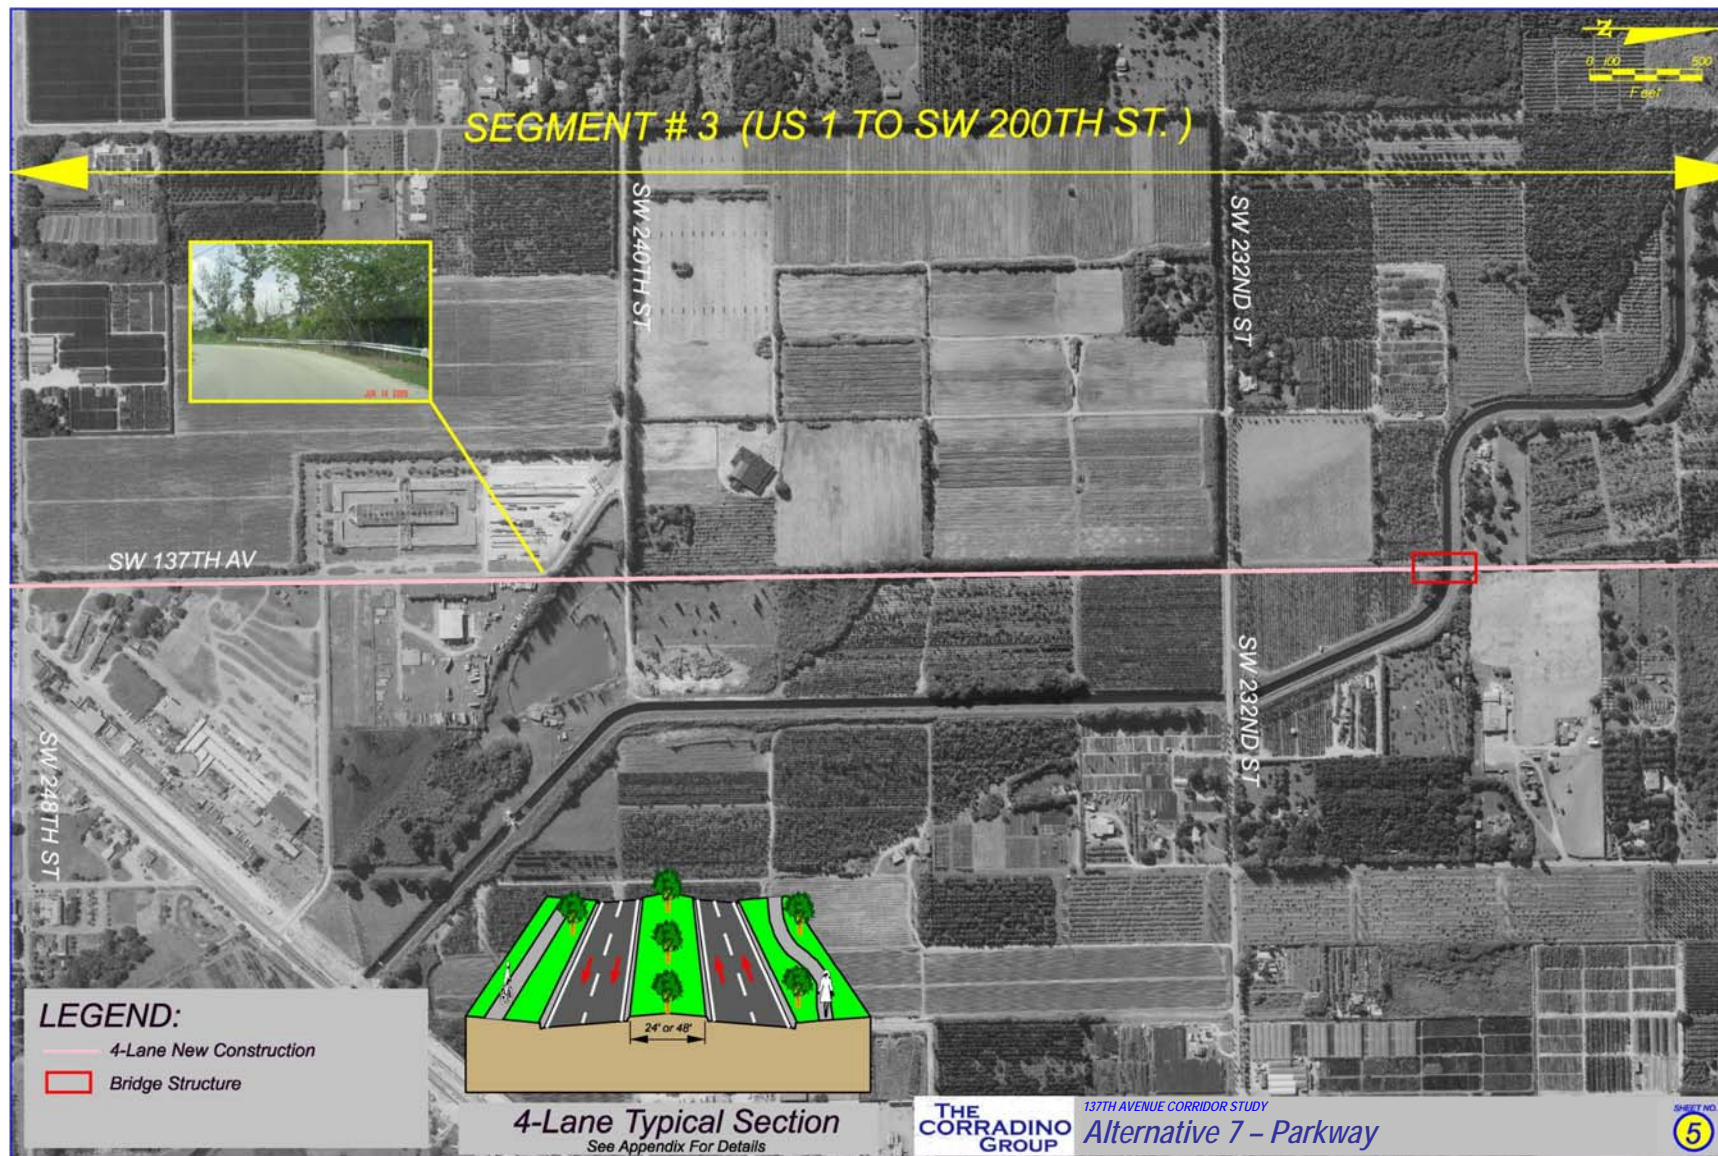 Z
0 100 500
Feet
SEGMENT # 3 (US 1 TO SW 200TH ST. )
SW 240TH ST
SW 232ND ST
SW 137TH AV
SW 248TH ST
SW 232ND ST
LEGEND:
4-Lane New Construction
Bridge Structure
24' or 48'
4-Lane Typical Section
See Appendix For Details
THE
CORRADINO
GROUP
137TH AVENUE CORRIDOR STUDY
Alternative 7 – Parkway
SHEET NO.
5